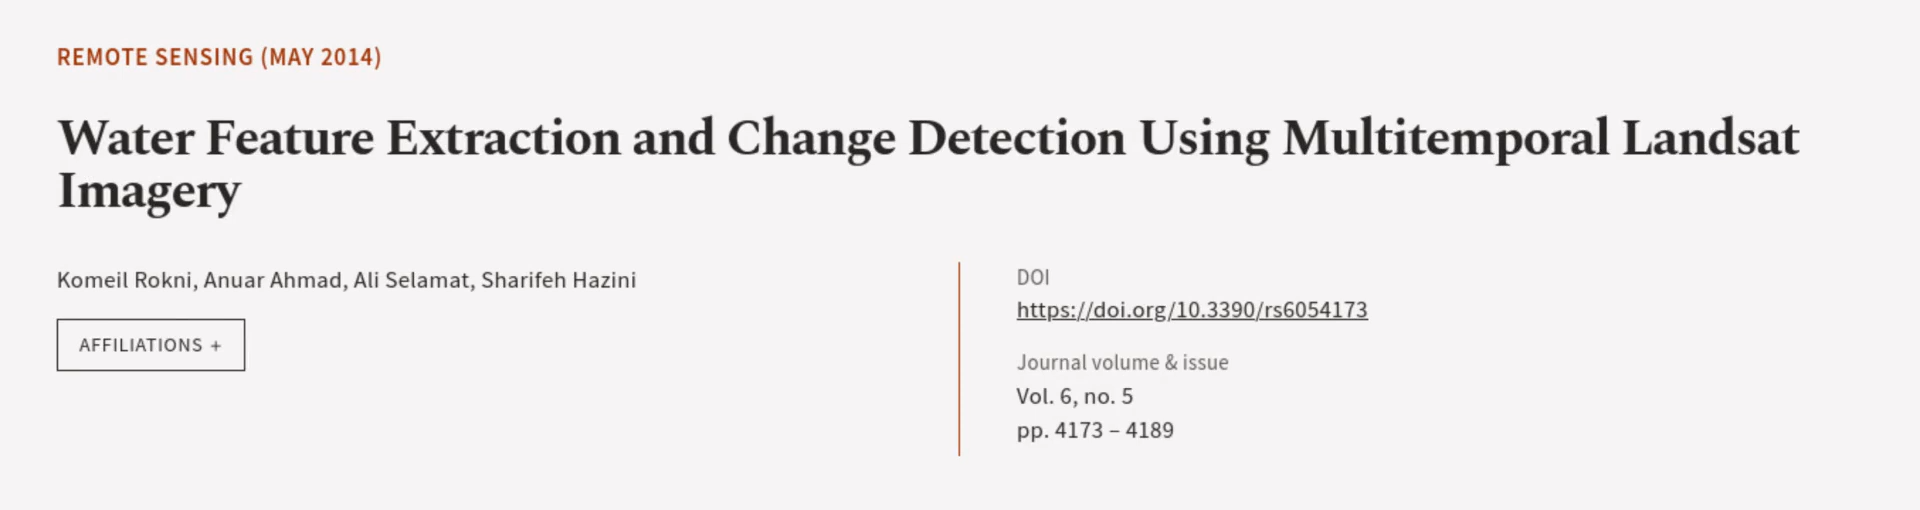 REMOTE SENSING (MAY 2014)
Water Feature Extraction and Change Detection Using Multitemporal Landsat
Imagery
Komeil Rokni, Anuar Ahmad, Ali Selamat, Sharifeh Hazini
AFFILIATIONS +
DOI
https://doi.org/10.3390/rs6054173
Journal volume & issue
Vol. 6, no. 5
pp. 4173 – 4189